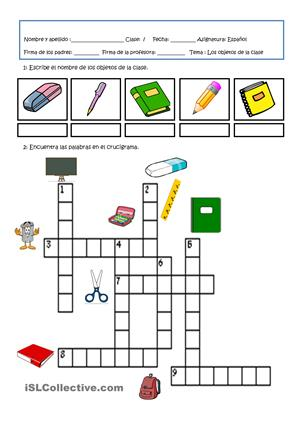 Nombre y apellido :____________ Clase: / Fecha: ________ Asignatura: Español
Firma de los padres: ________ Firma de la profesora: ________ Tema : Los objetos de la clase
1: Escribe el nombre de los objetos de la clase.
2: Encuentra las palabras en el crucigrama.
1
2
3
4
5
6
7
8
9
iSLCollective.com